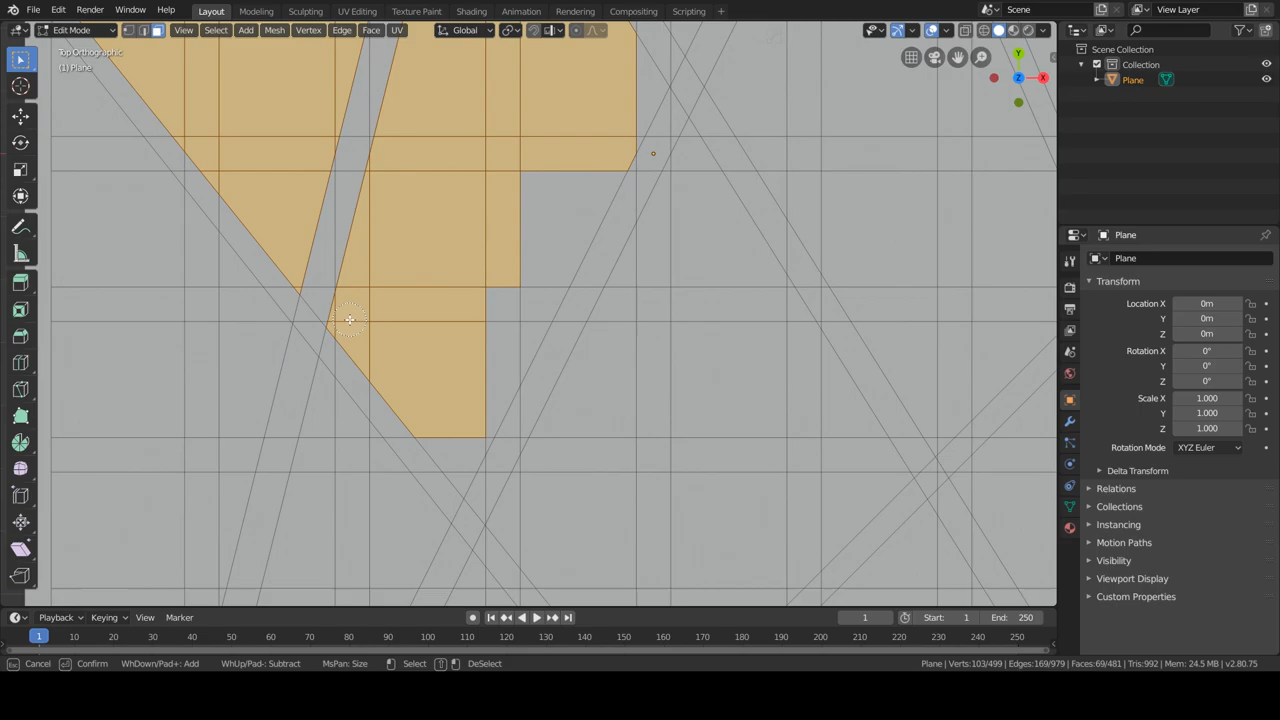 File Edit Render Window Help Layout Modeling Sculpting UV Editing Texture Paint Shading Animation Rendering Compositing Scripting + Scene View Layer
Edit Mode View Select Add Mesh Vertex Edge Face UV Global
Top Orthographic
(1) Plane
Y
X
Z
Scene Collection
Collection
Plane
Plane
Plane
Transform
Location X 0m
Y 0m
Z 0m
Rotation X 0°
Y 0°
Z 0°
Scale X 1.000
Y 1.000
Z 1.000
Rotation Mode XYZ Euler
Delta Transform
Relations
Collections
Instancing
Motion Paths
Visibility
Viewport Display
Custom Properties
Playback Keying View Marker 1 Start: 1 End: 250
1 10 20 30 40 50 60 70 80 90 100 110 120 130 140 150 160 170 180 190 200 210 220 230 240 250
Esc Cancel Confirm WhDown/Pad+: Add WhUp/Pad-: Subtract MsPan: Size Select DeSelect Plane | Verts:103/499 | Edges:169/979 | Faces:69/481 | Tris:992 | Mem: 24.5 MB | v2.80.75